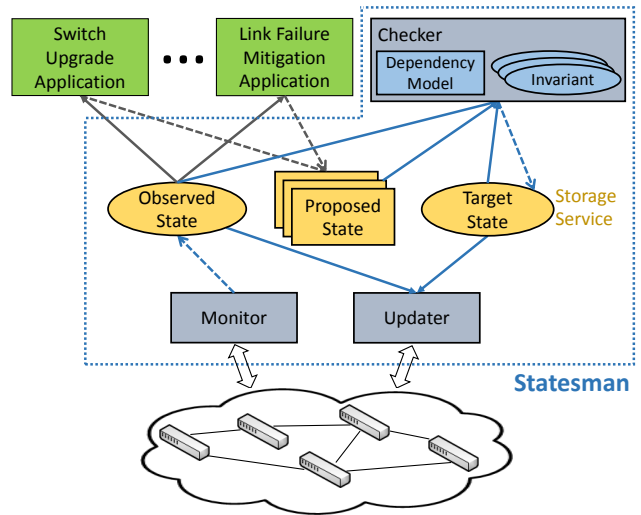 Switch
Upgrade
Application
Link Failure
Mitigation
Application
Checker
Dependency
Model
Invariant
Observed
State
Proposed
State
Target
State
Storage
Service
Monitor
Updater
Statesman